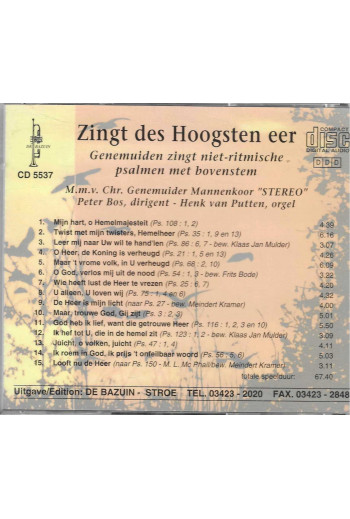 DE BAZUIN
CD 5537
Zingt des Hoogsten eer
COMPACT
disc
DIGITAL AUDIO
DDD
Genemuiden zingt niet-ritmische
psalmen met bovenstem
M.m.v. Chr. Genemuider Mannenkoor "STEREO"
Peter Bos, dirigent - Henk van Putten, orgel
1. Mijn hart, o Hemelmajesteit (Ps. 108 : 1, 2) 4.38
2. Twist met mijn twisters, Hemelheer (Ps. 35 : 1, 9 en 13) 6.16
3. Leer mij naar Uw wil te hand'len (Ps. 86 : 6, 7 - bew. Klaas Jan Mulder) 3.07
4. O Heer, de Koning is verheugd (Ps. 21 : 1, 5 en 13) 4.28
5. Maar 't vrome volk, in U verheugd (Ps. 68 : 2, 10) 6.09
6. O God, verlos mij uit de nood (Ps. 54 : 1, 3 - bew. Frits Bode)
7. Wie heeft lust de Heer te vrezen (Ps. 25 : 6, 7) 4.20
8. U alleen, U loven wij (Ps. 75 : 1, 4 en 6) 4.32
9. De Heer is mijn licht (naar Ps. 27 - bew. Meindert Kramer)
10. Maar, trouwe God, Gij zijt (Ps. 3 : 2, 3) 5.01
11. God heb ik lief, want die getrouwe Heer (Ps. 116 : 1, 2, 3 en 10) 5.50
12. Ik hef tot U, die in de hemel zit (Ps. 123 : 1, 2 - bew. Klaas Jan Mulder)
13. Juicht, o volken, juicht (Ps. 47 : 1, 4) 3.11
14. Ik roem in God, ik prijs 't onfeilbaar woord (Ps. 56 : 5, 6) 5.03
15. Looft nu de Heer (naar Ps. 150 - M. L. Mc Phail/bew. Meindert Kramer) 3.11
totale speelduur: 67.40
Uitgave/Edition: DE BAZUIN - STROE - TEL. 03423 - 2020 - FAX. 03423 - 2848